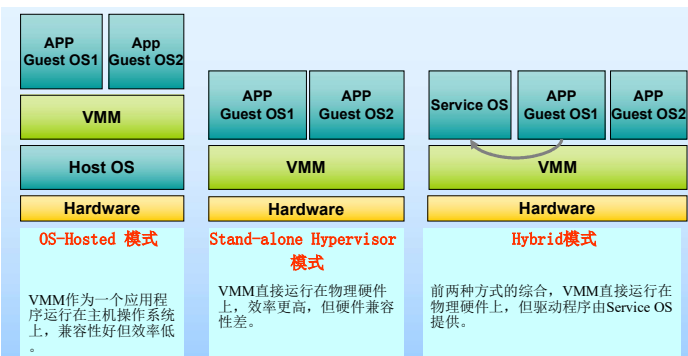 APP
Guest OS1
App
Guest OS2
VMM
Host OS
Hardware
OS-Hosted 模式
VMM作为一个应用程
序运行在主机操作系统
上，兼容性好但效率低
。
APP
Guest OS1
APP
Guest OS2
VMM
Hardware
Stand-alone Hypervisor
模式
VMM直接运行在物理硬件
上，效率更高，但硬件兼容
性差。
Service OS
APP
Guest OS1
APP
Guest OS2
VMM
Hardware
Hybrid模式
前两种方式的综合，VMM直接运行在
物理硬件上，但驱动程序由Service OS
提供。